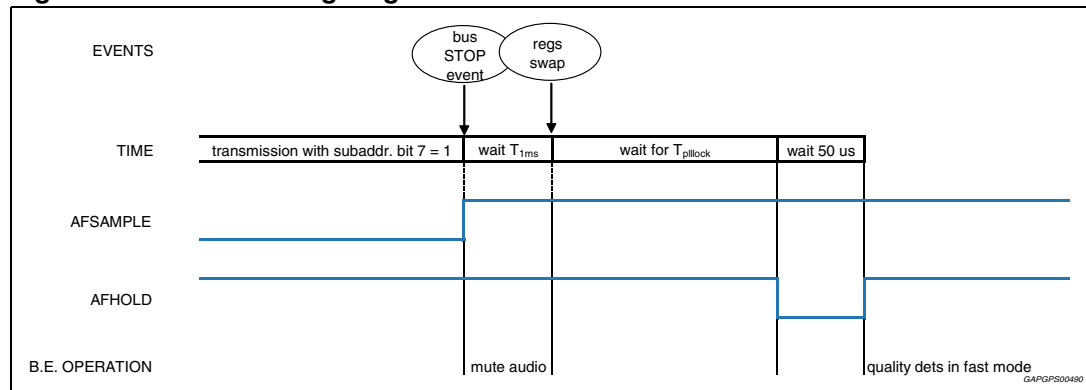 EVENTS
bus
STOP
event
regs
swap
TIME
transmission with subaddr. bit 7 = 1
wait T1ms
wait for Tplllock
wait 50 us
AFSAMPLE
AFHOLD
B.E. OPERATION
mute audio
quality dets in fast mode
GAPGPS00490